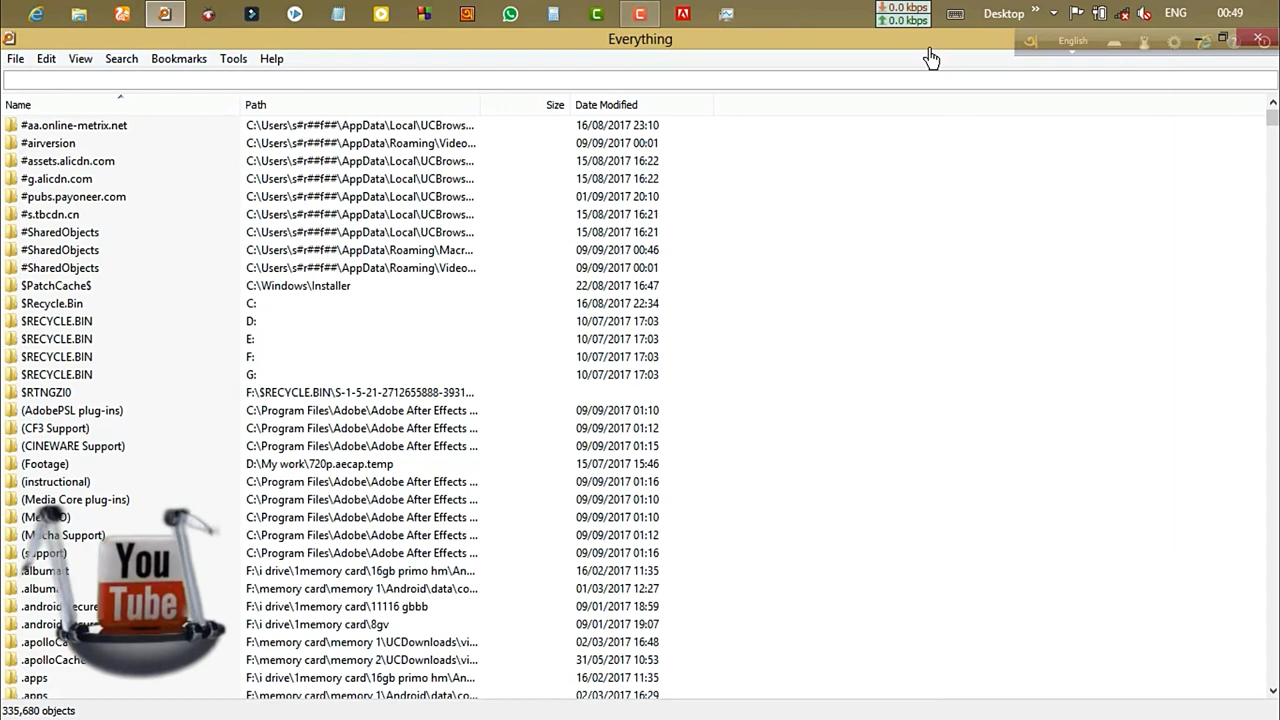 0.0 kbps
0.0 kbps
Desktop
ENG
00:49
Everything
English
File Edit View Search Bookmarks Tools Help
Name Path Size Date Modified
#aa.online-metrix.net C:\Users\s#r##f##\AppData\Local\UCBrows... 16/08/2017 23:10
#airversion C:\Users\s#r##f##\AppData\Roaming\Video... 09/09/2017 00:01
#assets.alicdn.com C:\Users\s#r##f##\AppData\Local\UCBrows... 15/08/2017 16:22
#g.alicdn.com C:\Users\s#r##f##\AppData\Local\UCBrows... 15/08/2017 16:22
#pubs.payoneer.com C:\Users\s#r##f##\AppData\Local\UCBrows... 01/09/2017 20:10
#s.tbcdn.cn C:\Users\s#r##f##\AppData\Local\UCBrows... 15/08/2017 16:21
#SharedObjects C:\Users\s#r##f##\AppData\Local\UCBrows... 15/08/2017 16:21
#SharedObjects C:\Users\s#r##f##\AppData\Roaming\Macr... 09/09/2017 00:46
#SharedObjects C:\Users\s#r##f##\AppData\Roaming\Video... 09/09/2017 00:01
$PatchCache$ C:\Windows\Installer 22/08/2017 16:47
$Recycle.Bin C: 16/08/2017 22:34
$RECYCLE.BIN D: 10/07/2017 17:03
$RECYCLE.BIN E: 10/07/2017 17:03
$RECYCLE.BIN F: 10/07/2017 17:03
$RECYCLE.BIN G: 10/07/2017 17:03
$RTNGZI0 F:\$RECYCLE.BIN\S-1-5-21-2712655888-3931...
(AdobePSL plug-ins) C:\Program Files\Adobe\Adobe After Effects ... 09/09/2017 01:10
(CF3 Support) C:\Program Files\Adobe\Adobe After Effects ... 09/09/2017 01:12
(CINEWARE Support) C:\Program Files\Adobe\Adobe After Effects ... 09/09/2017 01:15
(Footage) D:\My work\720p.aecap.temp 15/07/2017 15:46
(instructional) C:\Program Files\Adobe\Adobe After Effects ... 09/09/2017 01:16
(Media Core plug-ins) C:\Program Files\Adobe\Adobe After Effects ... 09/09/2017 01:10
C:\Program Files\Adobe\Adobe After Effects ... 09/09/2017 01:10
Support) C:\Program Files\Adobe\Adobe After Effects ... 09/09/2017 01:12
(support) C:\Program Files\Adobe\Adobe After Effects ... 09/09/2017 01:16
F:\i drive\1memory card\16gb primo hm\An... 16/02/2017 11:35
F:\memory card\memory 1\Android\data\co... 01/03/2017 12:27
F:\i drive\1memory card\11116 gbbb 09/01/2017 18:59
F:\i drive\1memory card\8gv 09/01/2017 19:07
F:\memory card\memory 1\UCDownloads\vi... 02/03/2017 16:48
F:\memory card\memory 2\UCDownloads\vi... 31/05/2017 10:53
.apps F:\i drive\1memory card\16gb primo hm\An... 16/02/2017 11:35
.apps F:\memory card\memory 1\Android\data\co... 02/03/2017 16:29
You
Tube
335,680 objects